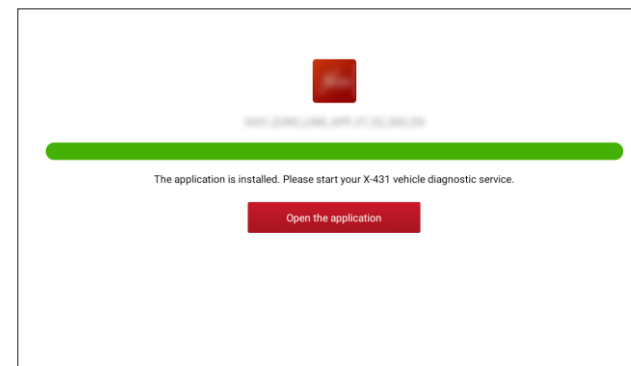 The application is installed. Please start your X-431 vehicle diagnostic service.
Open the application